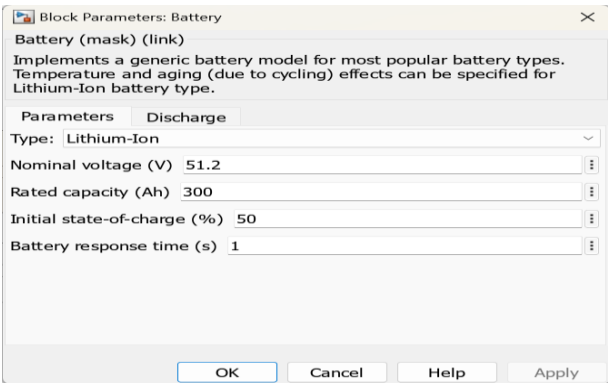 Block Parameters: Battery
Battery (mask) (link)
Implements a generic battery model for most popular battery types.
Temperature and aging (due to cycling) effects can be specified for
Lithium-Ion battery type.
Parameters Discharge
Type: Lithium-Ion
Nominal voltage (V) 51.2
Rated capacity (Ah) 300
Initial state-of-charge (%) 50
Battery response time (s) 1
OK Cancel Help Apply